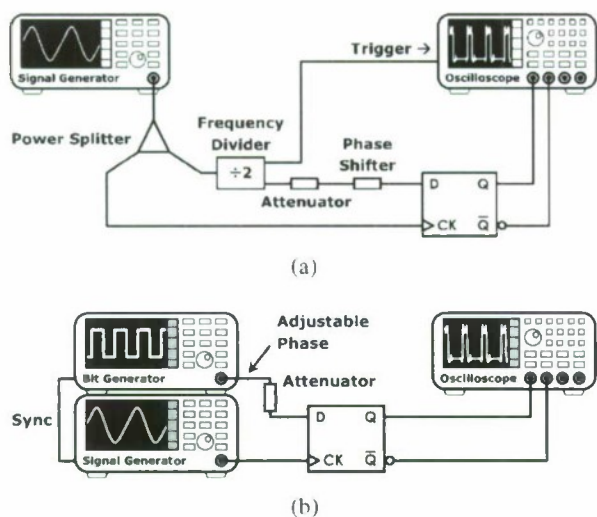 Trigger →
Signal Generator
Oscilloscope
Power Splitter
Frequency
Divider
÷2
Phase
Shifter
Attenuator
D Q
CK Q̅
(a)
Adjustable
Phase
Bit Generator
Oscilloscope
Attenuator
Sync
D Q
Signal Generator
CK Q̅
(b)